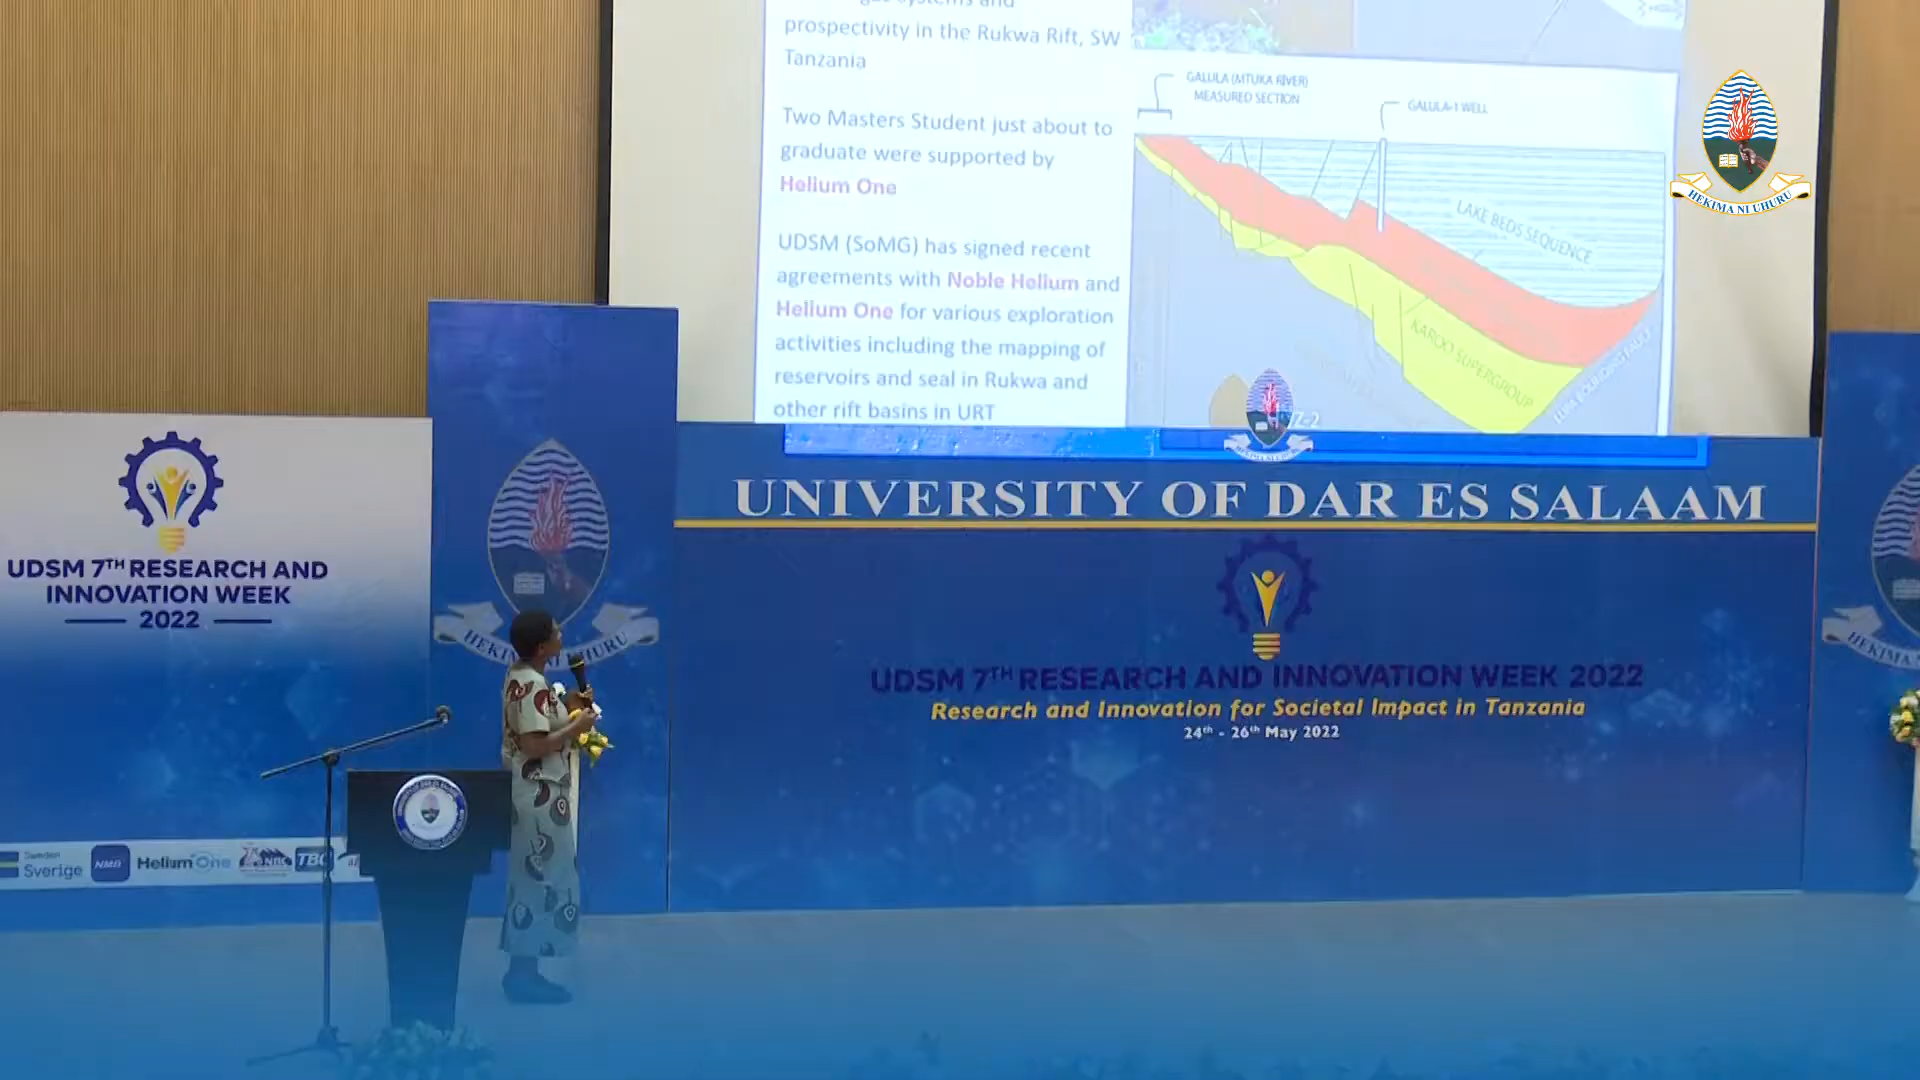 prospectivity in the Rukwa Rift, SW
Tanzania
Two Masters Student just about to
graduate were supported by
Helium One
UDSM (SoMG) has signed recent
agreements with Noble Helium and
Helium One for various exploration
activities including the mapping of
reservoirs and seal in Rukwa and
other rift basins in URT
GALULA (MTUKA RIVER)
MEASURED SECTION
GALULA-1 WELL
LAKE BEDS SEQUENCE
KAROO SUPERGROUP
HEKIMA NI UHURU
UNIVERSITY OF DAR ES SALAAM
UDSM 7TH RESEARCH AND
INNOVATION WEEK
2022
UDSM 7TH RESEARCH AND INNOVATION WEEK 2022
Research and Innovation for Societal Impact in Tanzania
24th - 26th May 2022
Sweden
Sverige
NMB
Helium One
NBC
TBC